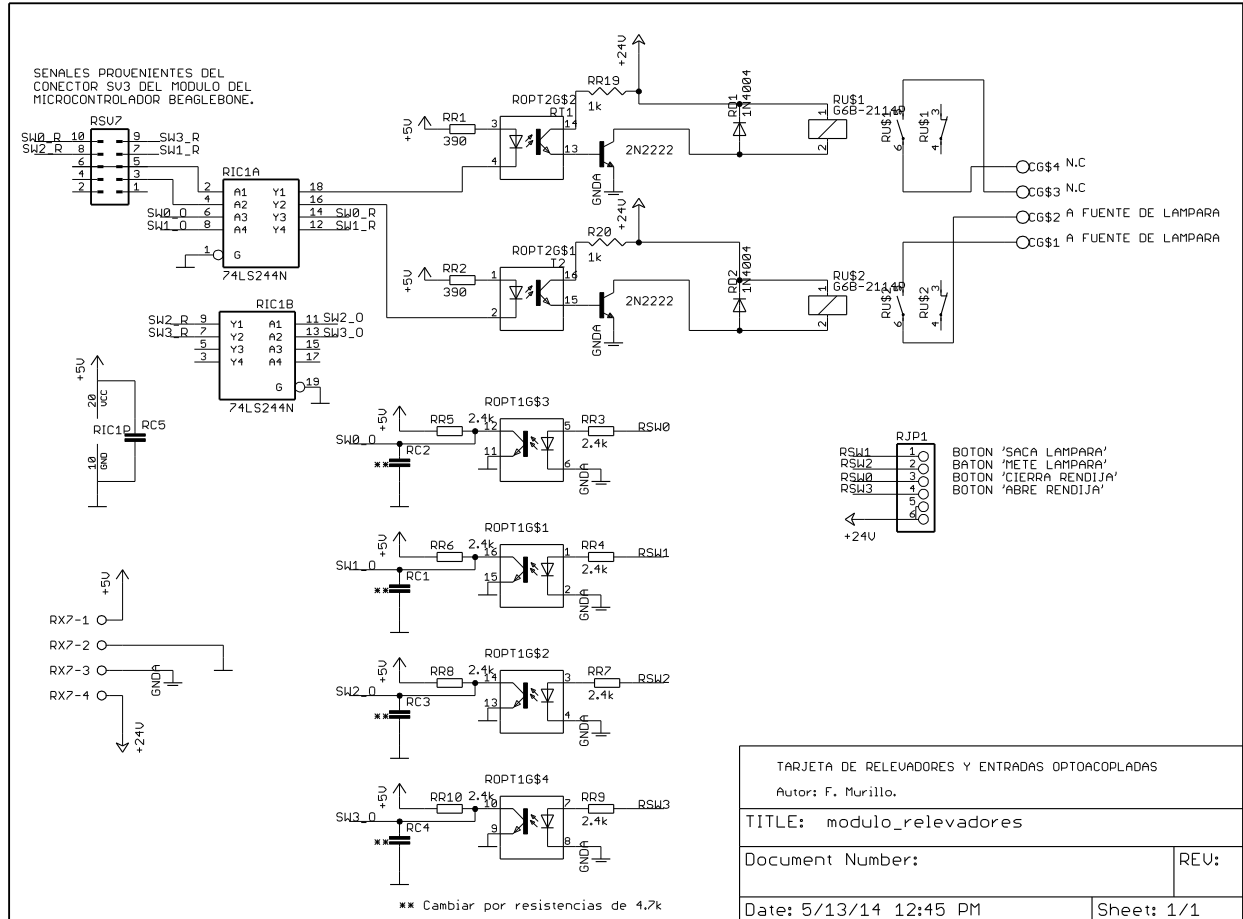 SENALES PROVENIENTES DEL
CONECTOR SV3 DEL MODULO DEL
MICROCONTROLADOR BEAGLEBONE.
RSV7
SW0_R 10 9 SW3_R
SW2_R 8 7 SW1_R
6 5
4 3
2 1
RIC1A
2 A1 Y1 18
4 A2 Y2 16
SW0_O 6 A3 Y3 14 SW0_R
SW1_O 8 A4 Y4 12 SW1_R
1 G
74LS244N
RIC1B
SW2_R 9 Y1 A1 11 SW2_O
SW3_R 7 Y2 A2 13 SW3_O
5 Y3 A3 15
3 Y4 A4 17
G 19
74LS244N
+5V
20 VCC
RIC1P
RC5
10 GND
+5V
RX7-1
RX7-2
RX7-3
GNDA
RX7-4
+24V
+24V
RR19
1k
ROPT2G$2
RT1
+5V
RR1
390
3
4
14
13
2N2222
GNDA
RD1
1N4004
RU$1
G6B-2114P
1
2
RU$1
5
6
RU$1
3
4
+24V
R20
1k
ROPT2G$1
T2
+5V
RR2
390
1
2
16
15
2N2222
GNDA
RD2
1N4004
RU$2
G6B-2114P
1
2
RU$2
5
6
RU$2
3
4
CG$4 N.C
CG$3 N.C
CG$2 A FUENTE DE LAMPARA
CG$1 A FUENTE DE LAMPARA
ROPT1G$3
+5V
RR5
2.4k
12
11
5
6
RR3
2.4k
RSW0
SW0_O
RC2
**
GNDA
ROPT1G$1
+5V
RR6
2.4k
16
15
1
2
RR4
2.4k
RSW1
SW1_O
RC1
**
GNDA
ROPT1G$2
+5V
RR8
2.4k
14
13
3
4
RR7
2.4k
RSW2
SW2_O
RC3
**
GNDA
ROPT1G$4
+5V
RR10
2.4k
10
9
7
8
RR9
2.4k
RSW3
SW3_O
RC4
**
GNDA
** Cambiar por resistencias de 4.7k
RJP1
RSW1 1 BOTON 'SACA LAMPARA'
RSW2 2 BATON 'METE LAMPARA'
RSW0 3 BOTON 'CIERRA RENDIJA'
RSW3 4 BOTON 'ABRE RENDIJA'
5
6
+24V
TARJETA DE RELEVADORES Y ENTRADAS OPTOACOPLADAS
Autor: F. Murillo.
TITLE: modulo_relevadores
Document Number:
REV:
Date: 5/13/14 12:45 PM
Sheet: 1/1